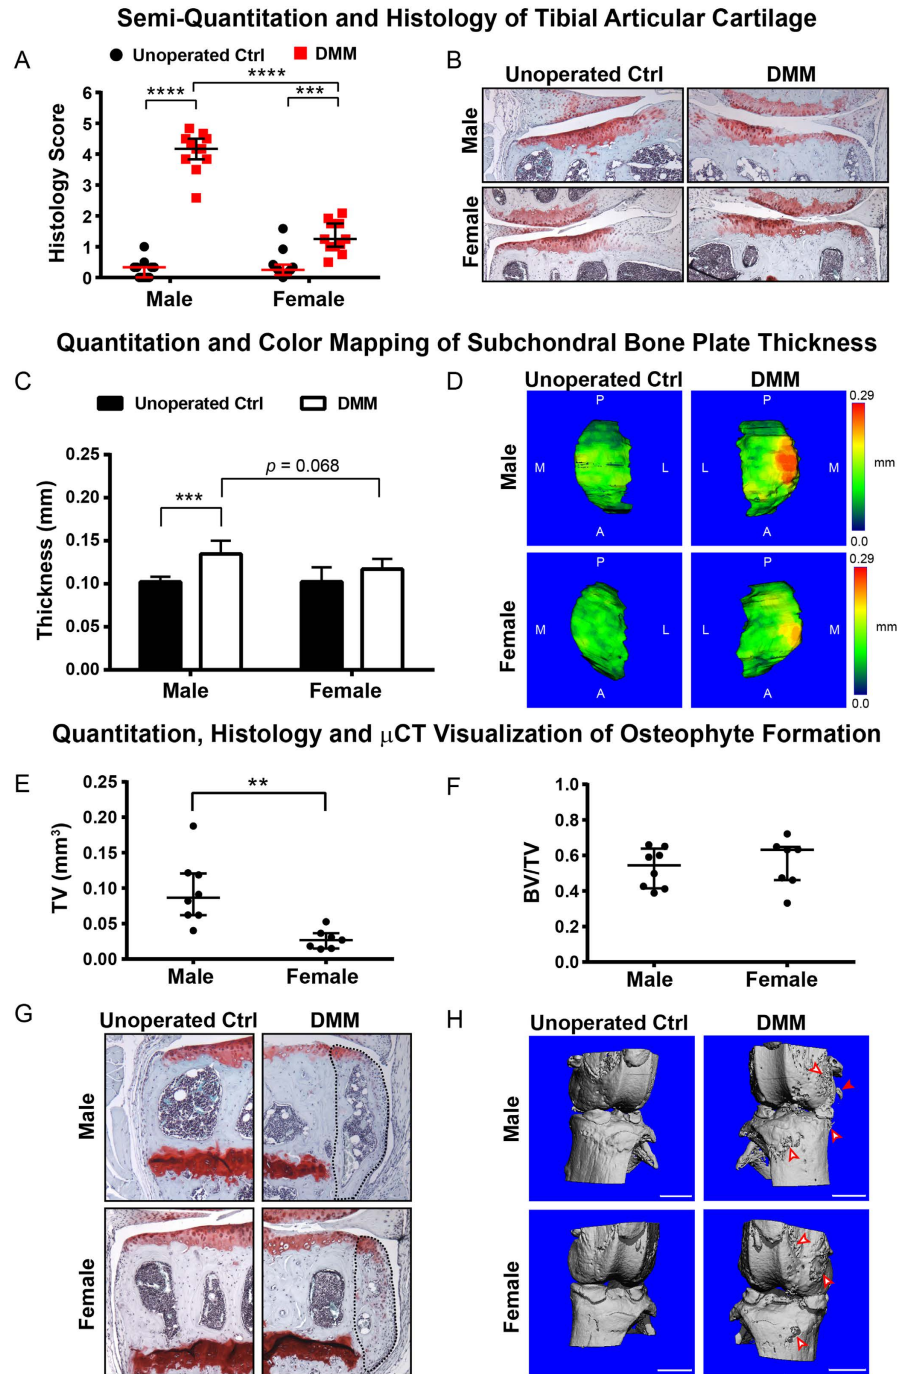 Semi-Quantitation and Histology of Tibial Articular Cartilage
A
Unoperated Ctrl
DMM
Histology Score
6
5
4
3
2
1
0
****
****
***
Male
Female
B
Unoperated Ctrl
DMM
Male
Female
Quantitation and Color Mapping of Subchondral Bone Plate Thickness
C
Unoperated Ctrl
DMM
Thickness (mm)
0.25
0.20
0.15
0.10
0.05
0.00
***
p = 0.068
Male
Female
D
Unoperated Ctrl
DMM
Male
P
M
L
A
P
L
M
A
0.29
mm
0.0
Female
P
M
L
A
P
L
M
A
0.29
mm
0.0
Quantitation, Histology and µCT Visualization of Osteophyte Formation
E
TV (mm³)
0.25
0.20
0.15
0.10
0.05
0.00
**
Male
Female
F
BV/TV
1.0
0.8
0.6
0.4
0.2
0.0
Male
Female
G
Unoperated Ctrl
DMM
Male
Female
H
Unoperated Ctrl
DMM
Male
Female